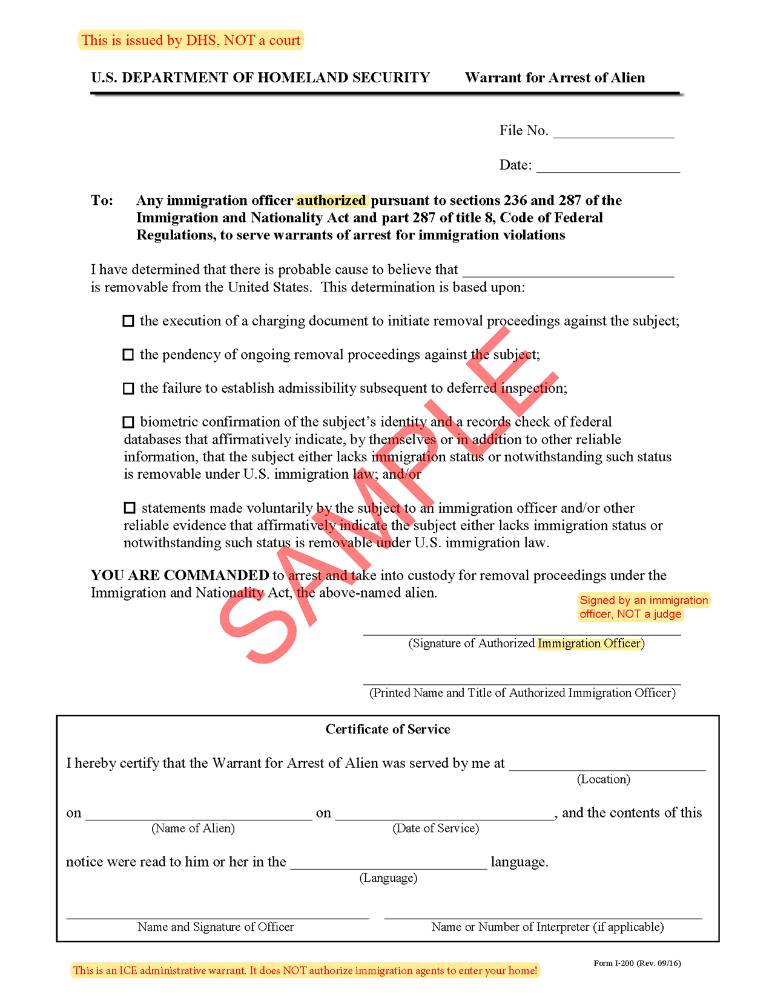 This is issued by DHS, NOT a court
U.S. DEPARTMENT OF HOMELAND SECURITY Warrant for Arrest of Alien
File No. ________________
Date: ___________________
To: Any immigration officer authorized pursuant to sections 236 and 287 of the
Immigration and Nationality Act and part 287 of title 8, Code of Federal
Regulations, to serve warrants of arrest for immigration violations
I have determined that there is probable cause to believe that ____________________________
is removable from the United States. This determination is based upon:
☐ the execution of a charging document to initiate removal proceedings against the subject;
☐ the pendency of ongoing removal proceedings against the subject;
☐ the failure to establish admissibility subsequent to deferred inspection;
☐ biometric confirmation of the subject’s identity and a records check of federal
databases that affirmatively indicate, by themselves or in addition to other reliable
information, that the subject either lacks immigration status or notwithstanding such status
is removable under U.S. immigration law; and/or
☐ statements made voluntarily by the subject to an immigration officer and/or other
reliable evidence that affirmatively indicate the subject either lacks immigration status or
notwithstanding such status is removable under U.S. immigration law.
SAMPLE
YOU ARE COMMANDED to arrest and take into custody for removal proceedings under the
Immigration and Nationality Act, the above-named alien.
Signed by an immigration
officer, NOT a judge
(Signature of Authorized Immigration Officer)
(Printed Name and Title of Authorized Immigration Officer)
Certificate of Service
I hereby certify that the Warrant for Arrest of Alien was served by me at __________________________
(Location)
on ______________________________ on _____________________________, and the contents of this
(Name of Alien) (Date of Service)
notice were read to him or her in the __________________________ language.
(Language)
Name and Signature of Officer Name or Number of Interpreter (if applicable)
Form I-200 (Rev. 09/16)
This is an ICE administrative warrant. It does NOT authorize immigration agents to enter your home!